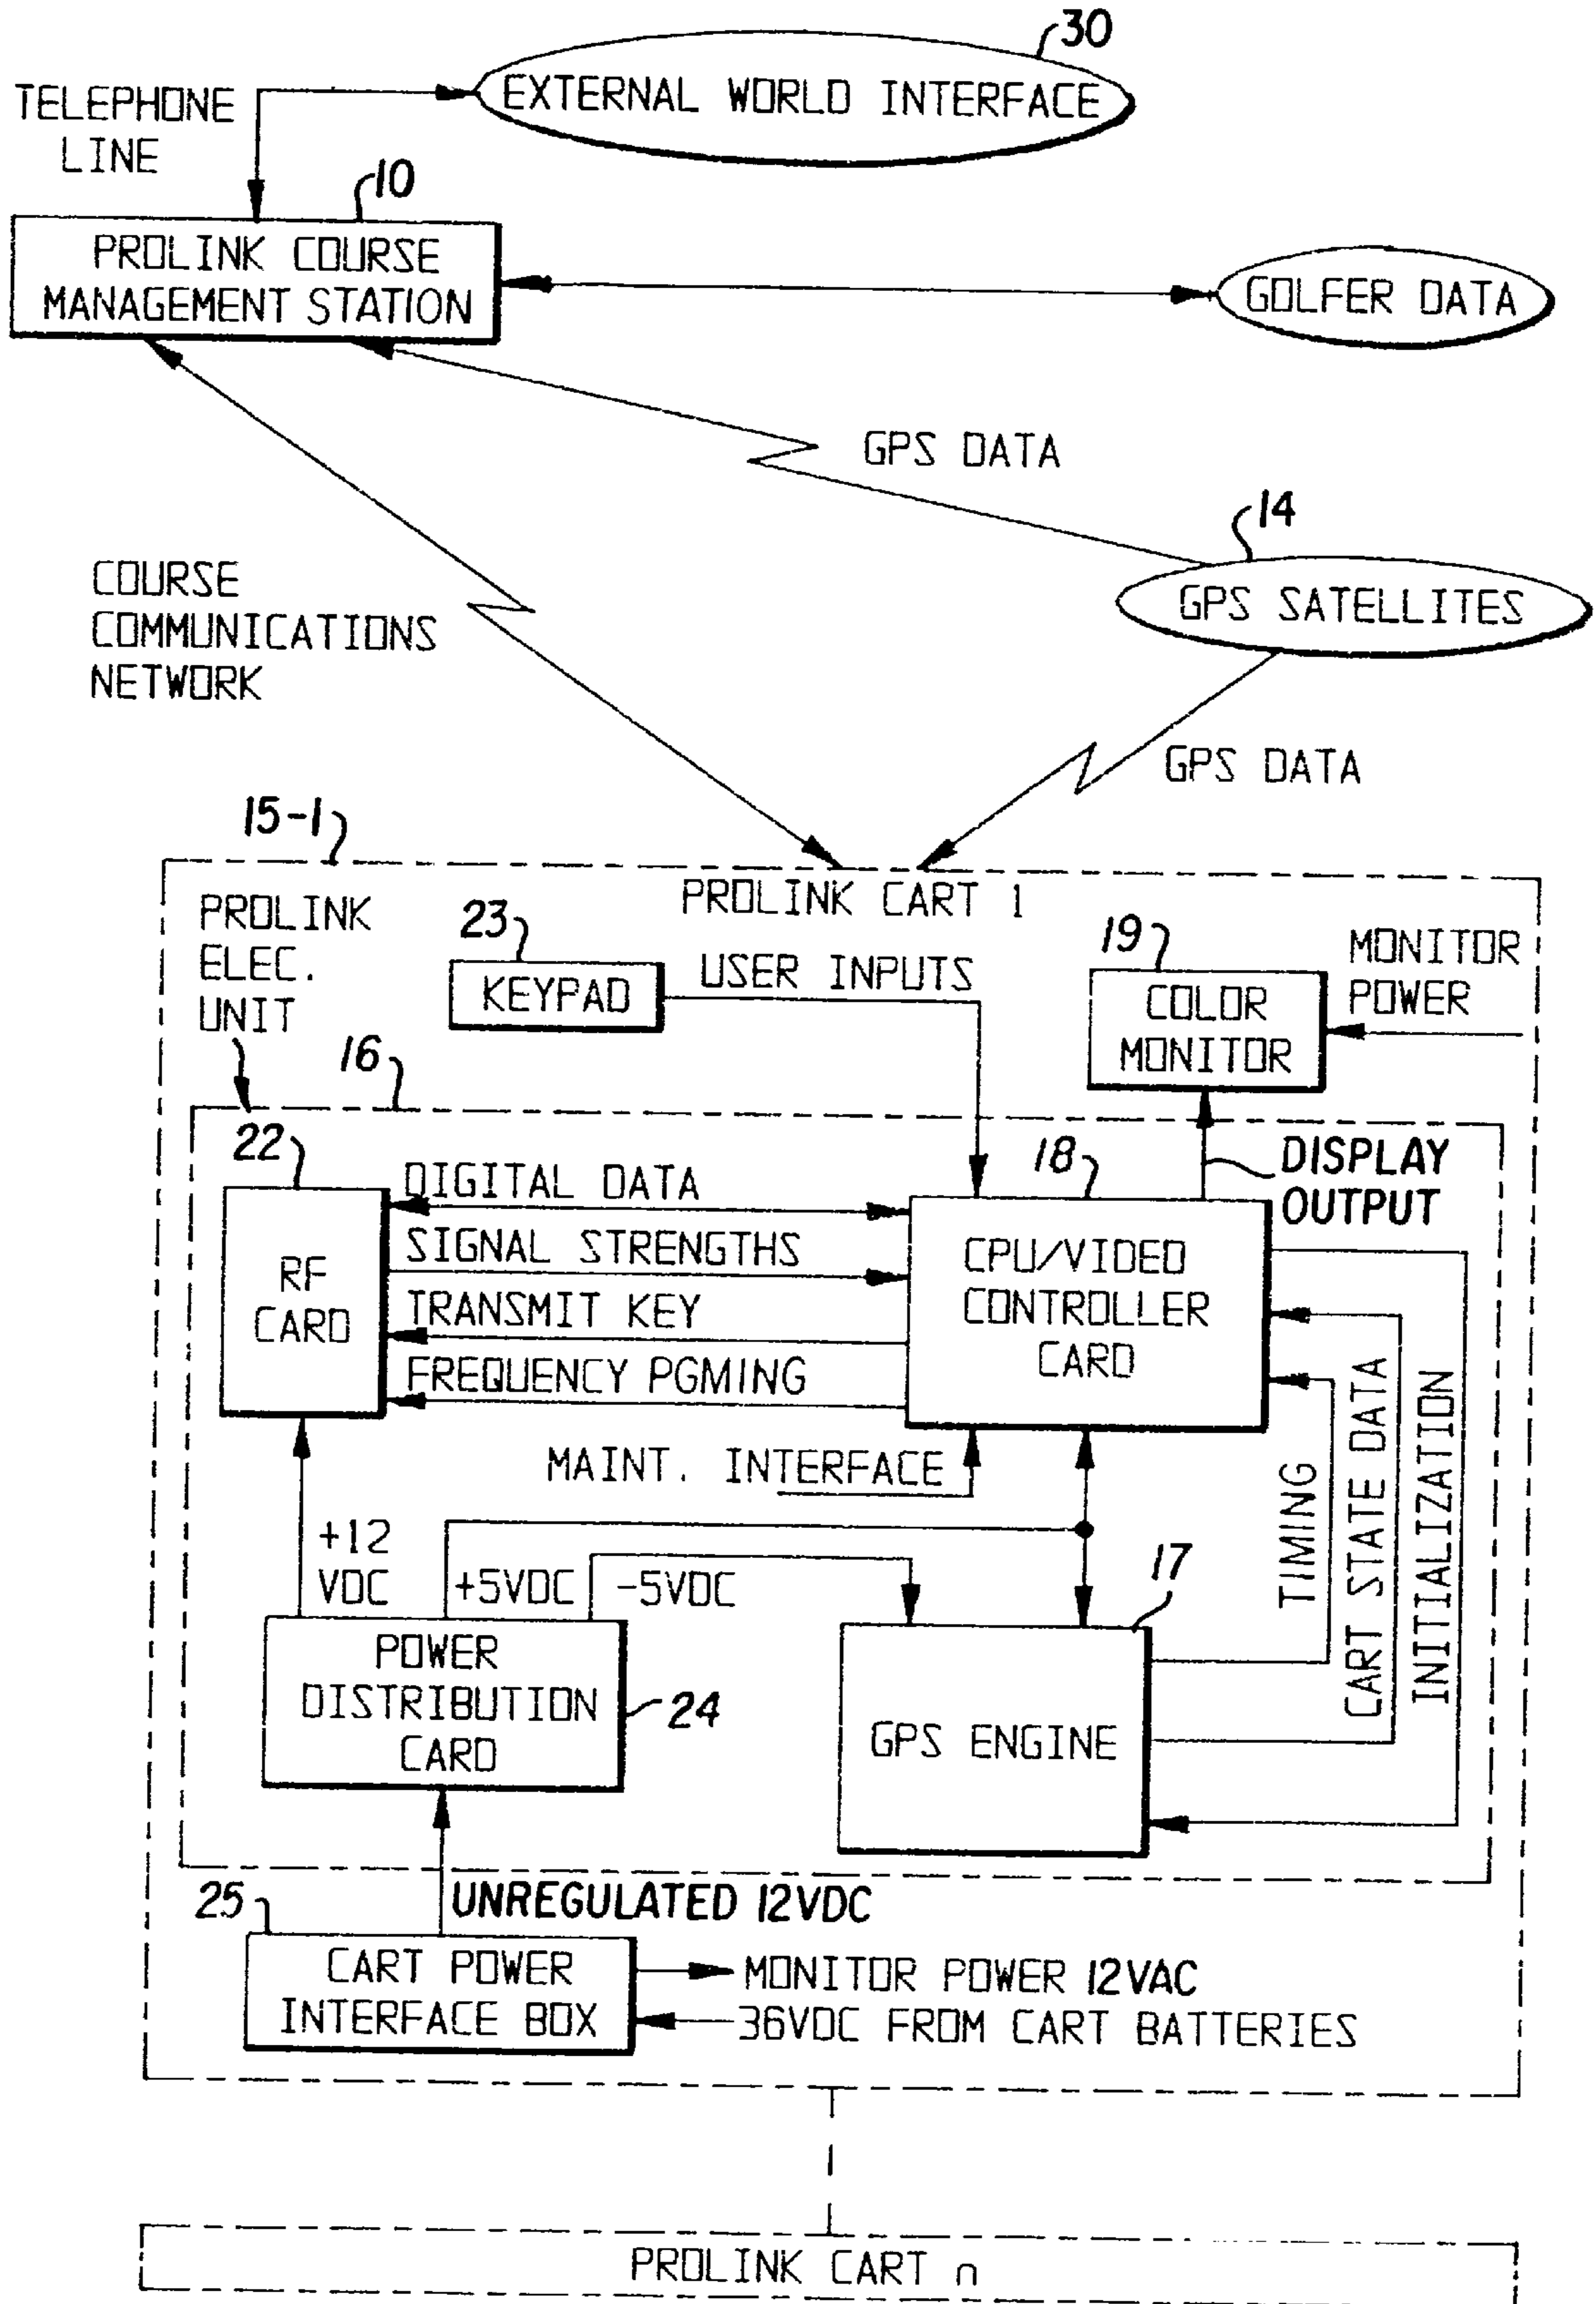 30
EXTERNAL WORLD INTERFACE
TELEPHONE
LINE
10
PROLINK COURSE
MANAGEMENT STATION
GOLFER DATA
GPS DATA
14
GPS SATELLITES
COURSE
COMMUNICATIONS
NETWORK
GPS DATA
15-1
PROLINK CART 1
PROLINK
ELEC.
UNIT
23
KEYPAD
USER INPUTS
19
COLOR
MONITOR
MONITOR
POWER
16
22
RF
CARD
DIGITAL DATA
SIGNAL STRENGTHS
TRANSMIT KEY
FREQUENCY PGMING
18
CPU/VIDEO
CONTROLLER
CARD
DISPLAY
OUTPUT
MAINT. INTERFACE
TIMING
CART STATE DATA
INITIALIZATION
+12
VDC
+5VDC
-5VDC
17
POWER
DISTRIBUTION
CARD
24
GPS ENGINE
UNREGULATED 12VDC
25
CART POWER
INTERFACE BOX
MONITOR POWER 12VAC
36VDC FROM CART BATTERIES
PROLINK CART n